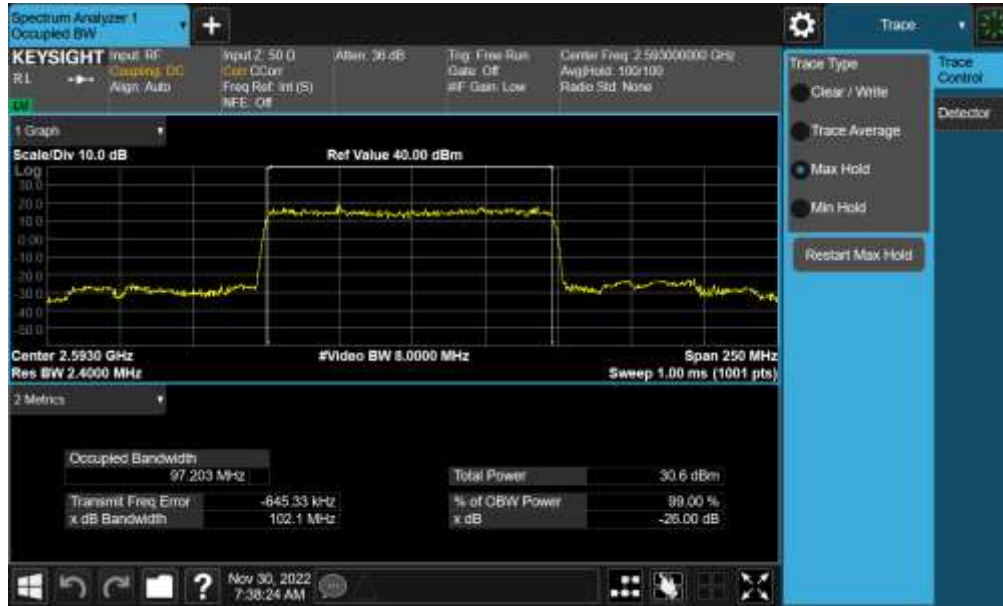 Spectrum Analyzer 1
Occupied BW
+
Trace
KEYSIGHT
R L
Input: RF
Coupling: DC
Align: Auto
Input Z: 50 Ω
Corr CCorr
Freq Ref: Int (S)
NFE: Off
Atten: 36 dB
Trig: Free Run
Gate: Off
#IF Gain: Low
Center Freq: 2.593000000 GHz
Avg|Hold: 100/100
Radio Std: None
1 Graph
Scale/Div 10.0 dB
Ref Value 40.00 dBm
Log
30.0
20.0
10.0
0.00
-10.0
-20.0
-30.0
-40.0
-50.0
Center 2.5930 GHz
#Video BW 8.0000 MHz
Span 250 MHz
Res BW 2.4000 MHz
Sweep 1.00 ms (1001 pts)
2 Metrics
Occupied Bandwidth
97.203 MHz
Total Power 30.6 dBm
Transmit Freq Error -645.33 kHz
% of OBW Power 99.00 %
x dB Bandwidth 102.1 MHz
x dB -26.00 dB
Trace Type
Clear / Write
Trace Average
Max Hold
Min Hold
Restart Max Hold
Trace
Control
Detector
?
Nov 30, 2022
7:38:24 AM